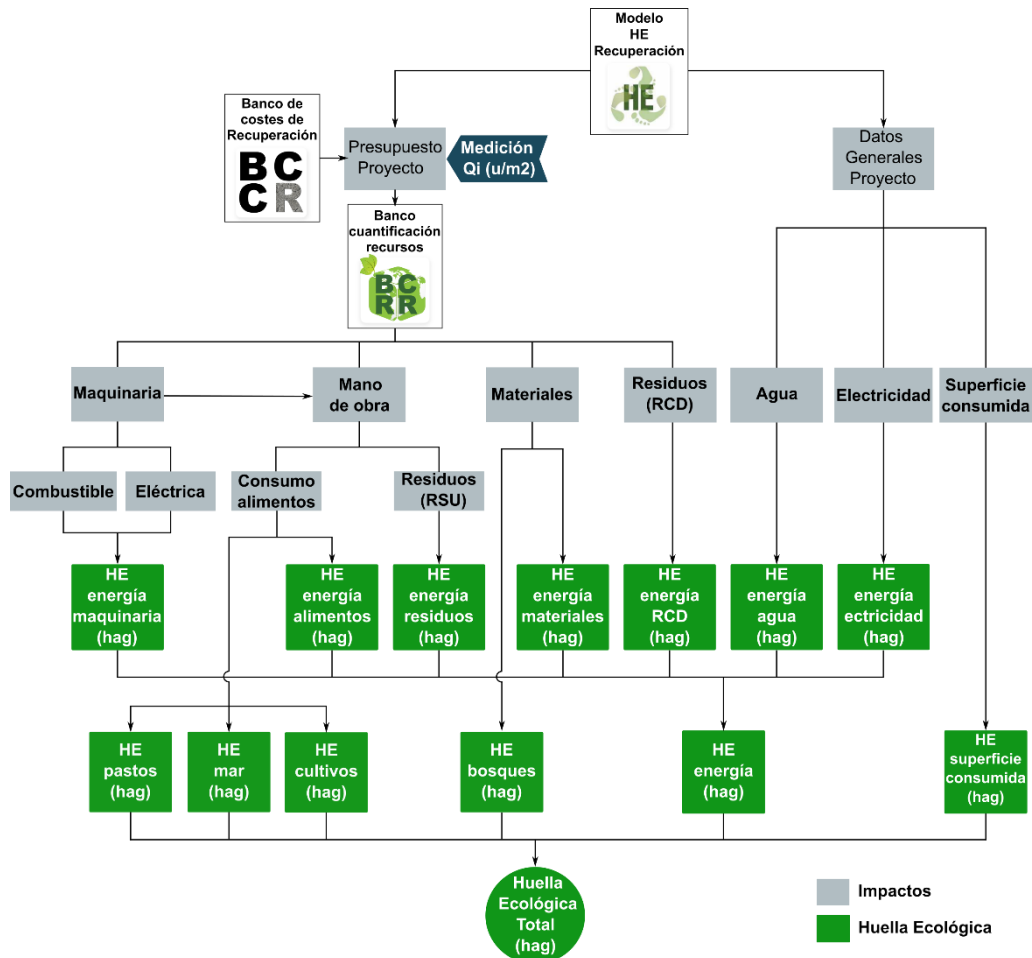 Modelo
HE
Recuperación
HE
Banco de
costes de
Recuperación
B C
C R
Presupuesto
Proyecto
Medición
Qi (u/m2)
Datos
Generales
Proyecto
Banco
cuantificación
recursos
BC
RR
Maquinaria
Mano
de obra
Materiales
Residuos
(RCD)
Agua
Electricidad
Superficie
consumida
Combustible
Eléctrica
Consumo
alimentos
Residuos
(RSU)
HE
energía
maquinaria
(hag)
HE
energía
alimentos
(hag)
HE
energía
residuos
(hag)
HE
energía
materiales
(hag)
HE
energía
RCD
(hag)
HE
energía
agua
(hag)
HE
energía
ectricidad
(hag)
HE
pastos
(hag)
HE
mar
(hag)
HE
cultivos
(hag)
HE
bosques
(hag)
HE
energía
(hag)
HE
superficie
consumida
(hag)
Huella
Ecológica
Total
(hag)
Impactos
Huella Ecológica